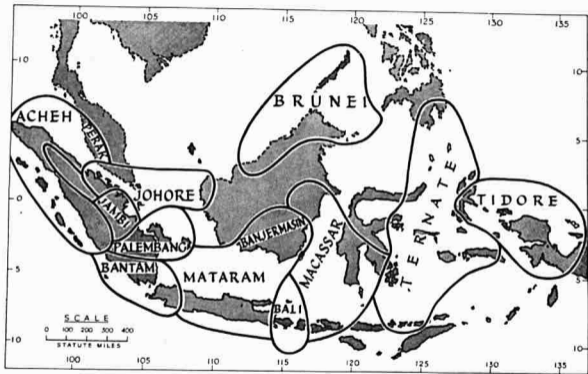 100 105 110 115 120 125 130 135
10 10
BRUNEI
ACHEH
PERAK
5 5
JOHORE
TIDORE
0 0
JAMBI
TERNATE
PALEMBANG
BANJERMASIN
MACASSAR
BANTAM
MATARAM
5 5
BALI
SCALE
0 100 200 300 400
STATUTE MILES
10 10
100 105 110 115 120 125 130 135